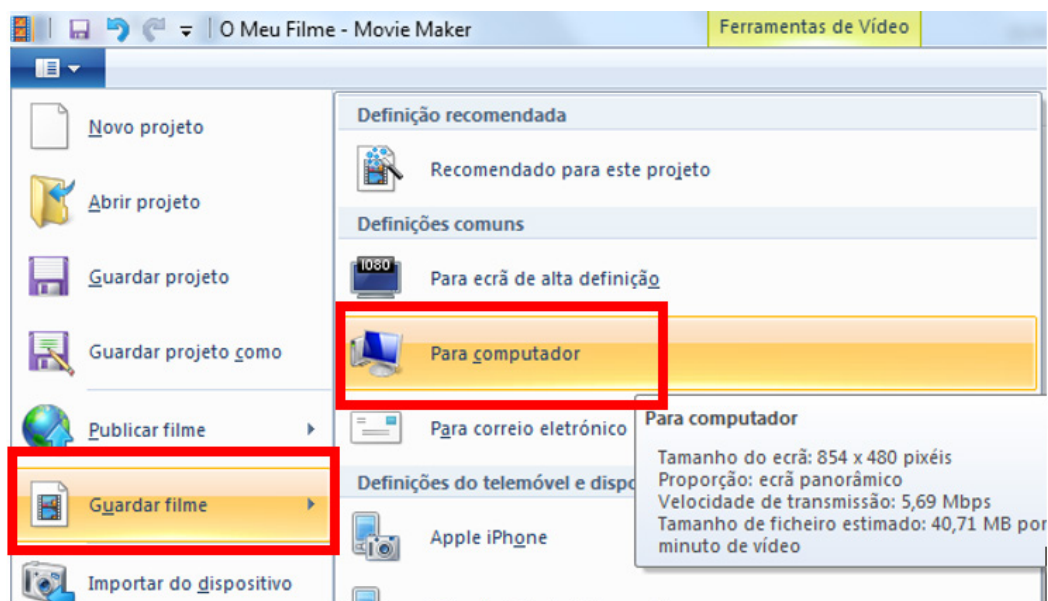 O Meu Filme - Movie Maker
Ferramentas de Vídeo
Novo projeto
Abrir projeto
Guardar projeto
Guardar projeto como
Publicar filme
Guardar filme
Importar do dispositivo
Definição recomendada
Recomendado para este projeto
Definições comuns
1080
Para ecrã de alta definição
Para computador
Para correio eletrónico
Definições do telemóvel e dispo
Apple iPhone
Para computador
Tamanho do ecrã: 854 x 480 pixéis
Proporção: ecrã panorâmico
Velocidade de transmissão: 5,69 Mbps
Tamanho de ficheiro estimado: 40,71 MB por
minuto de vídeo